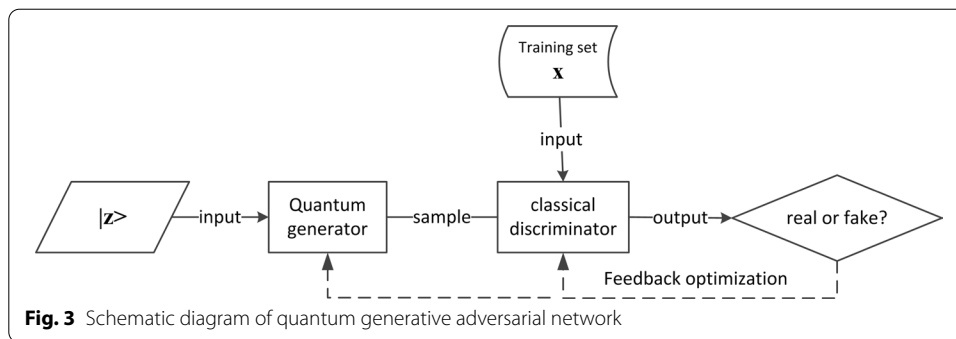 Training set
x
input
|z>
input
Quantum
generator
sample
classical
discriminator
output
real or fake?
Feedback optimization
Fig. 3 Schematic diagram of quantum generative adversarial network